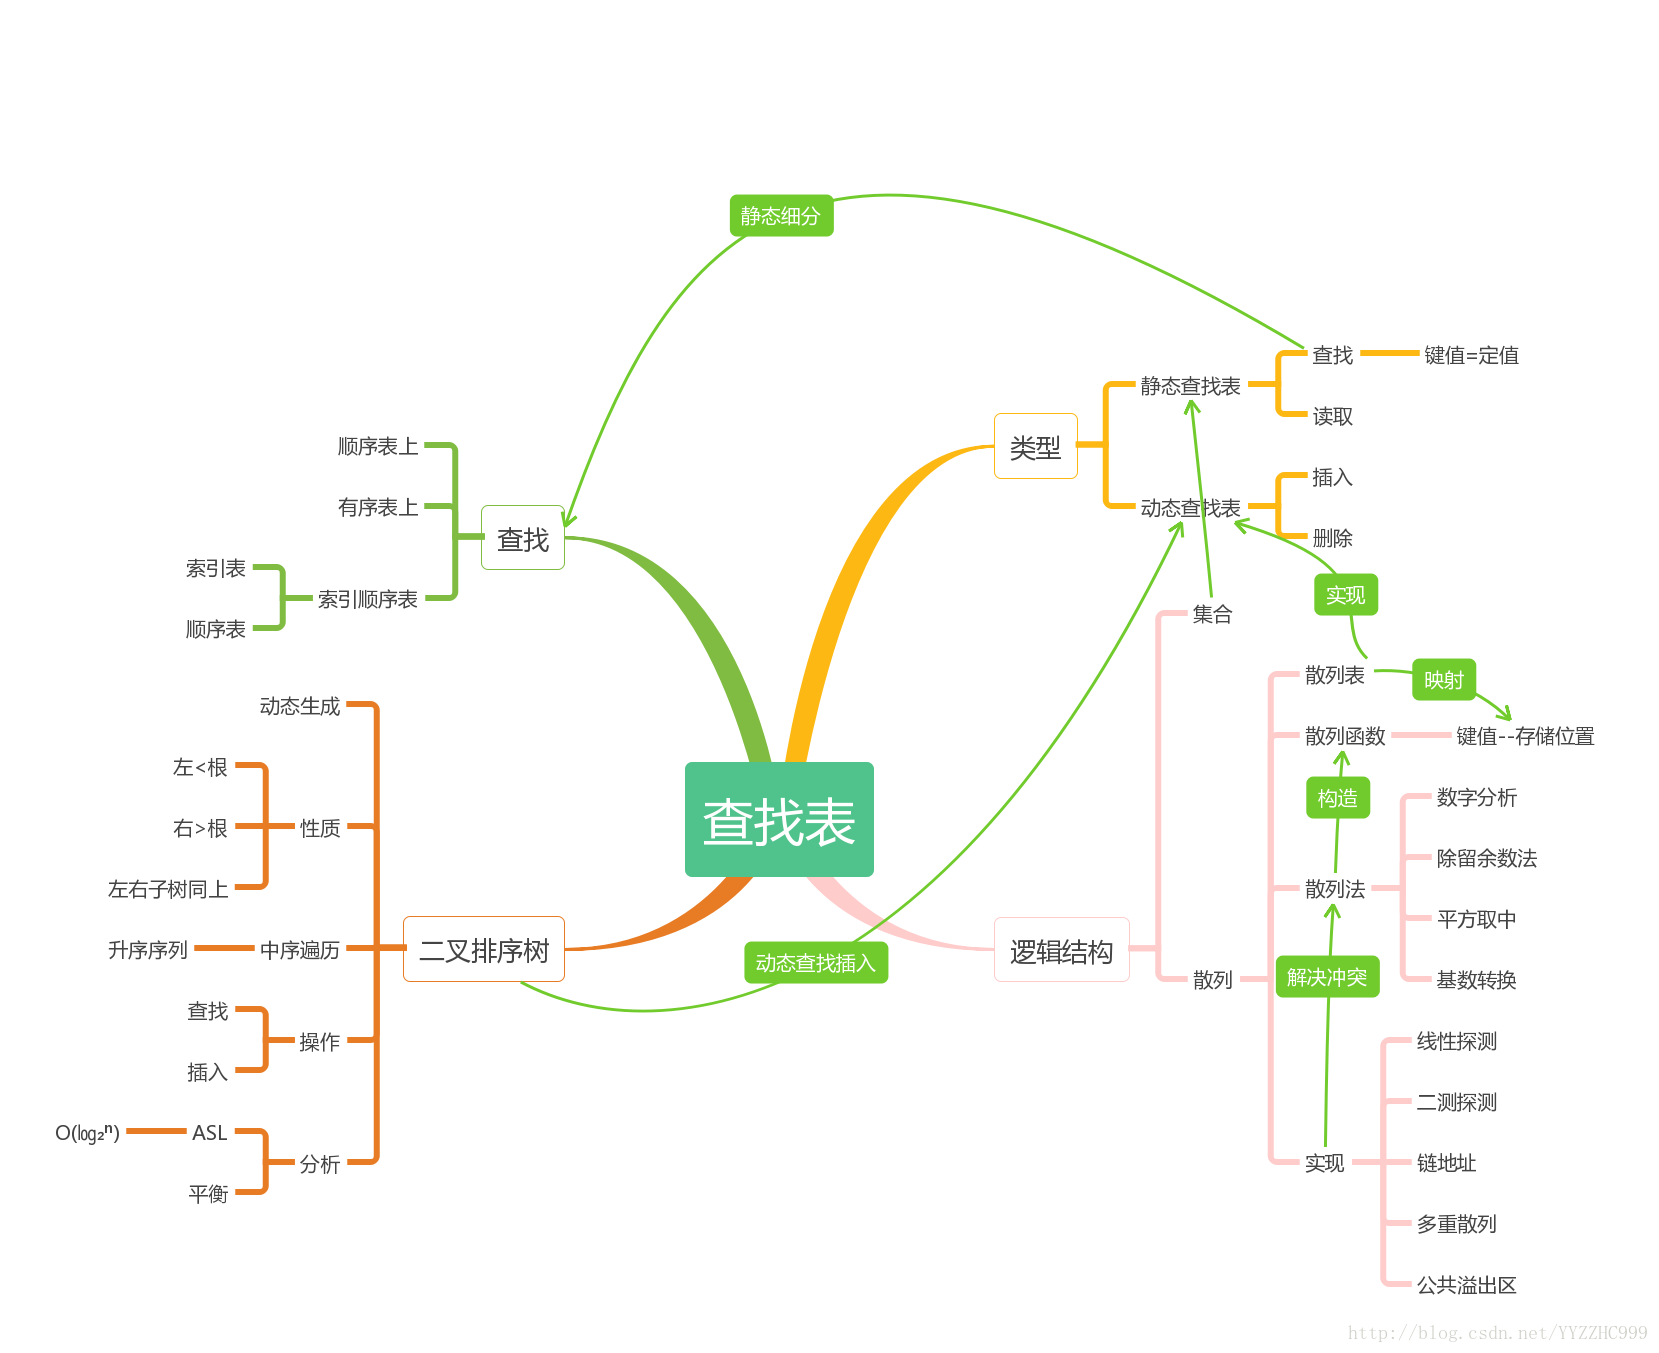 查找表
类型
静态查找表
查找
键值=定值
读取
动态查找表
插入
删除
逻辑结构
集合
散列
散列表
散列函数
键值--存储位置
散列法
数字分析
除留余数法
平方取中
基数转换
实现
线性探测
二测探测
链地址
多重散列
公共溢出区
查找
顺序表上
有序表上
索引顺序表
索引表
顺序表
二叉排序树
动态生成
性质
左<根
右>根
左右子树同上
中序遍历
升序序列
操作
查找
插入
分析
ASL
O(log₂ⁿ)
平衡
静态细分
实现
映射
构造
解决冲突
动态查找插入
http://blog.csdn.net/YYZZHC999